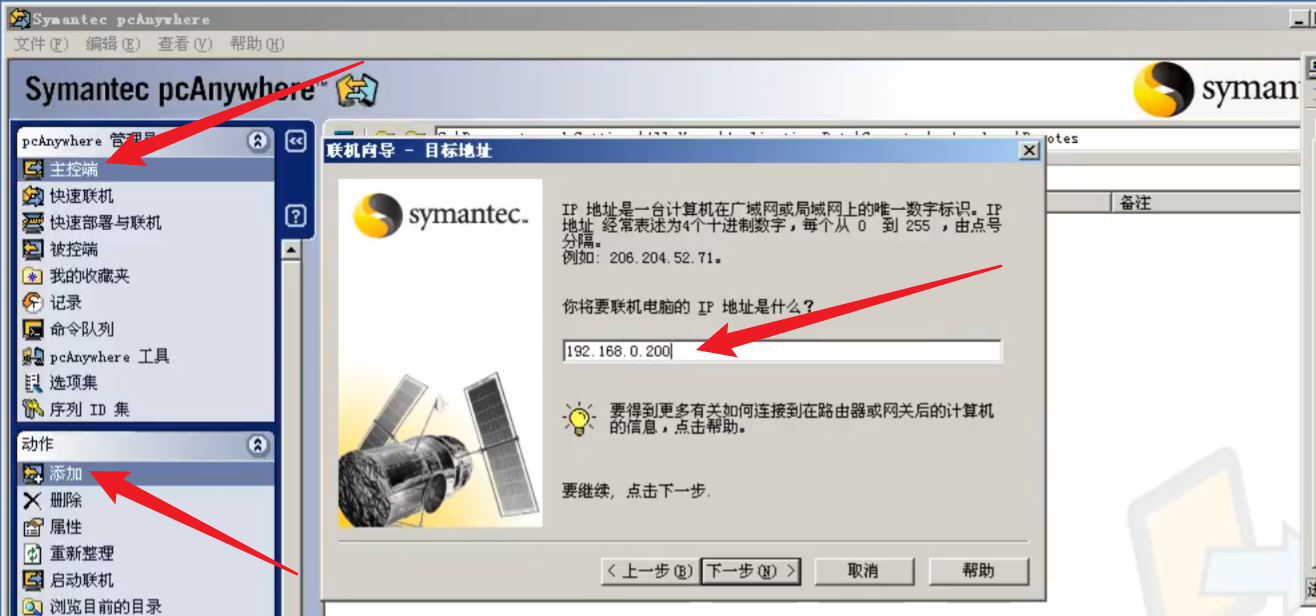 Symantec pcAnywhere
文件(F) 编辑(E) 查看(V) 帮助(H)
Symantec pcAnywhere™
syman
pcAnywhere 管理员
主控端
快速联机
快速部署与联机
被控端
我的收藏夹
记录
命令队列
pcAnywhere 工具
选项集
序列 ID 集
动作
添加
删除
属性
重新整理
启动联机
浏览目前的目录
otes
备注
联机向导 - 目标地址
symantec.
IP 地址是一台计算机在广域网或局域网上的唯一数字标识。IP
地址 经常表述为4个十进制数字，每个从 0 到 255 ，由点号
分隔。
例如: 206.204.52.71。
你将要联机电脑的 IP 地址是什么?
192.168.0.200
要得到更多有关如何连接到在路由器或网关后的计算机
的信息，点击帮助。
要继续, 点击下一步.
< 上一步(B) 下一步(N) > 取消 帮助